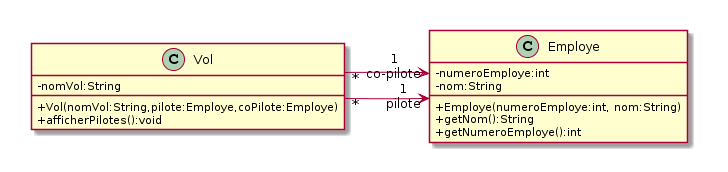 C Vol
-nomVol:String
+Vol(nomVol:String,pilote:Employe,coPilote:Employe)
+afficherPilotes():void
1
* co-pilote
1
* pilote
C Employe
-numeroEmploye:int
-nom:String
+Employe(numeroEmploye:int, nom:String)
+getNom():String
+getNumeroEmploye():int